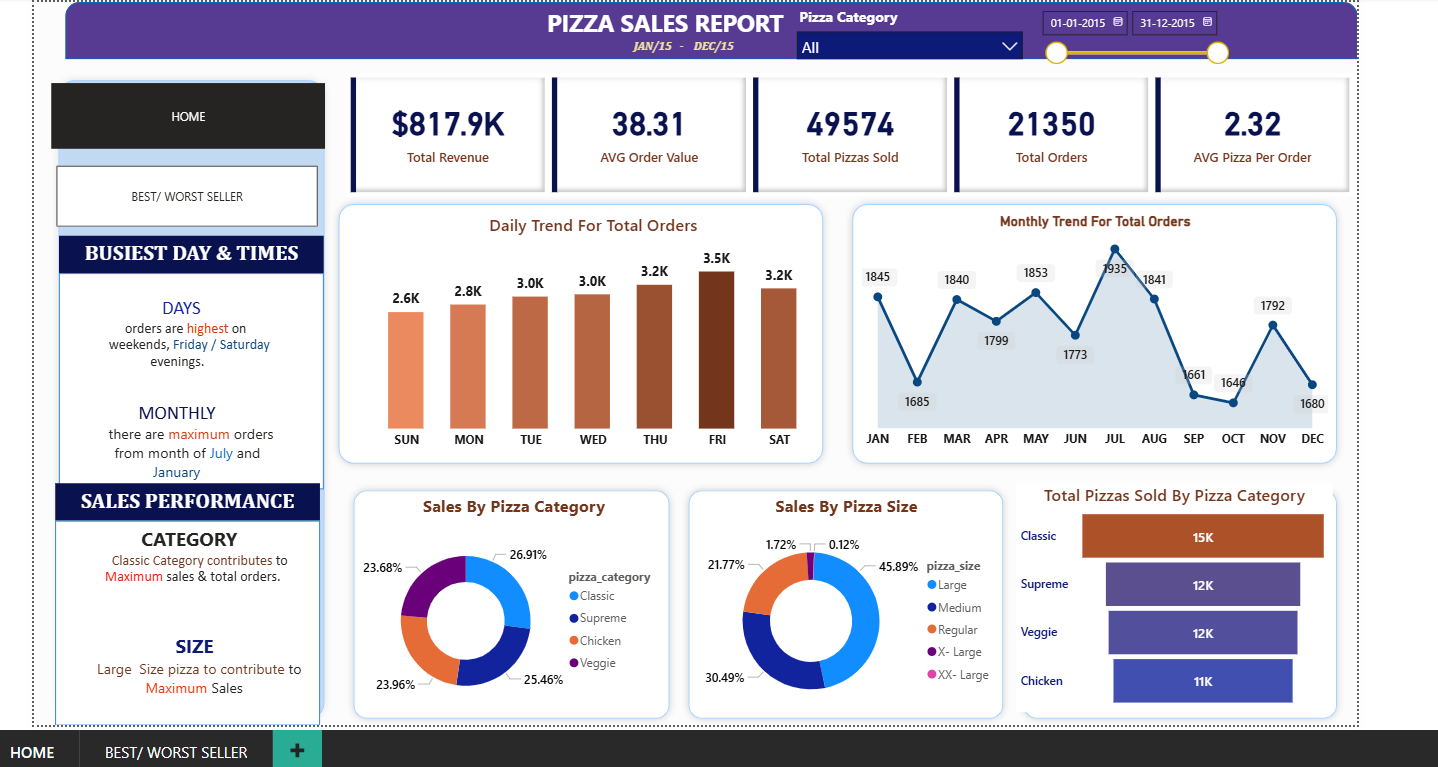 PIZZA SALES REPORT
JAN/15 - DEC/15
Pizza Category
All
01-01-2015
31-12-2015
HOME
BEST/ WORST SELLER
BUSIEST DAY & TIMES
DAYS
orders are highest on
weekends, Friday / Saturday
evenings.
MONTHLY
there are maximum orders
from month of July and
January
SALES PERFORMANCE
CATEGORY
Classic Category contributes to
Maximum sales & total orders.
SIZE
Large Size pizza to contribute to
Maximum Sales
$817.9K
Total Revenue
38.31
AVG Order Value
49574
Total Pizzas Sold
21350
Total Orders
2.32
AVG Pizza Per Order
Daily Trend For Total Orders
2.6K 2.8K 3.0K 3.0K 3.2K 3.5K 3.2K
SUN MON TUE WED THU FRI SAT
Monthly Trend For Total Orders
1845 1685 1840 1799 1853 1773 1935 1841 1661 1646 1792 1680
JAN FEB MAR APR MAY JUN JUL AUG SEP OCT NOV DEC
Sales By Pizza Category
26.91%
25.46%
23.96%
23.68%
pizza_category
Classic
Supreme
Chicken
Veggie
Sales By Pizza Size
1.72% 0.12%
21.77%
45.89%
30.49%
pizza_size
Large
Medium
Regular
X- Large
XX- Large
Total Pizzas Sold By Pizza Category
Classic 15K
Supreme 12K
Veggie 12K
Chicken 11K
HOME
BEST/ WORST SELLER
+